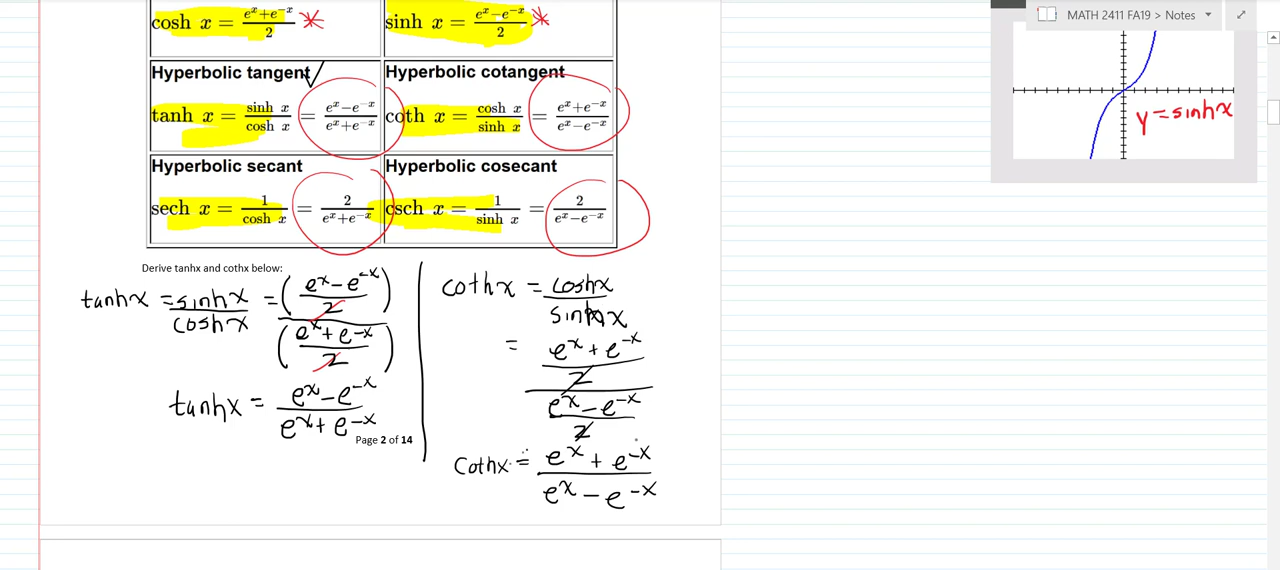 MATH 2411 FA19 > Notes
cosh x = (e^x+e^−x)/2 * sinh x = (e^x−e^−x)/2 *
Hyperbolic tangent √ Hyperbolic cotangent
tanh x = sinh x/cosh x = (e^x−e^−x)/(e^x+e^−x) coth x = cosh x/sinh x = (e^x+e^−x)/(e^x−e^−x)
Hyperbolic secant Hyperbolic cosecant
sech x = 1/cosh x = 2/(e^x+e^−x) csch x = 1/sinh x = 2/(e^x−e^−x)
y = sinhx
Derive tanhx and cothx below:
tanhx = sinhx/coshx = ((e^x − e^−x)/2)/((e^x + e^−x)/2)
tanhx = (e^x − e^−x)/(e^x + e^−x)
Page 2 of 14
cothx = coshx/sinhx
= ((e^x + e^−x)/2)/((e^x − e^−x)/2)
Cothx = (e^x + e^−x)/(e^x − e^−x)